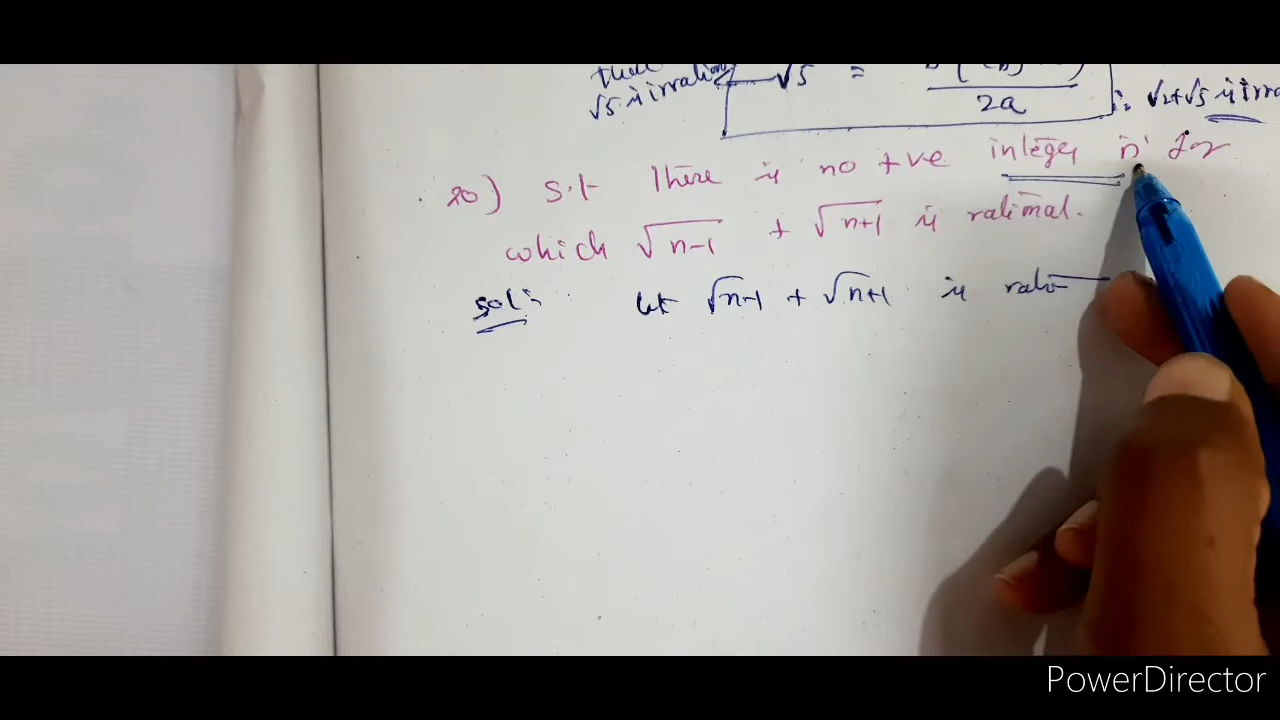 √5 = 
√5 is irration
2a
∴ √2+√5 is irra
20) S.t There is no +ve integer 'n' for
which √n-1 + √n+1 is rational.
sol: let √n-1 + √n+1 is ratio
PowerDirector